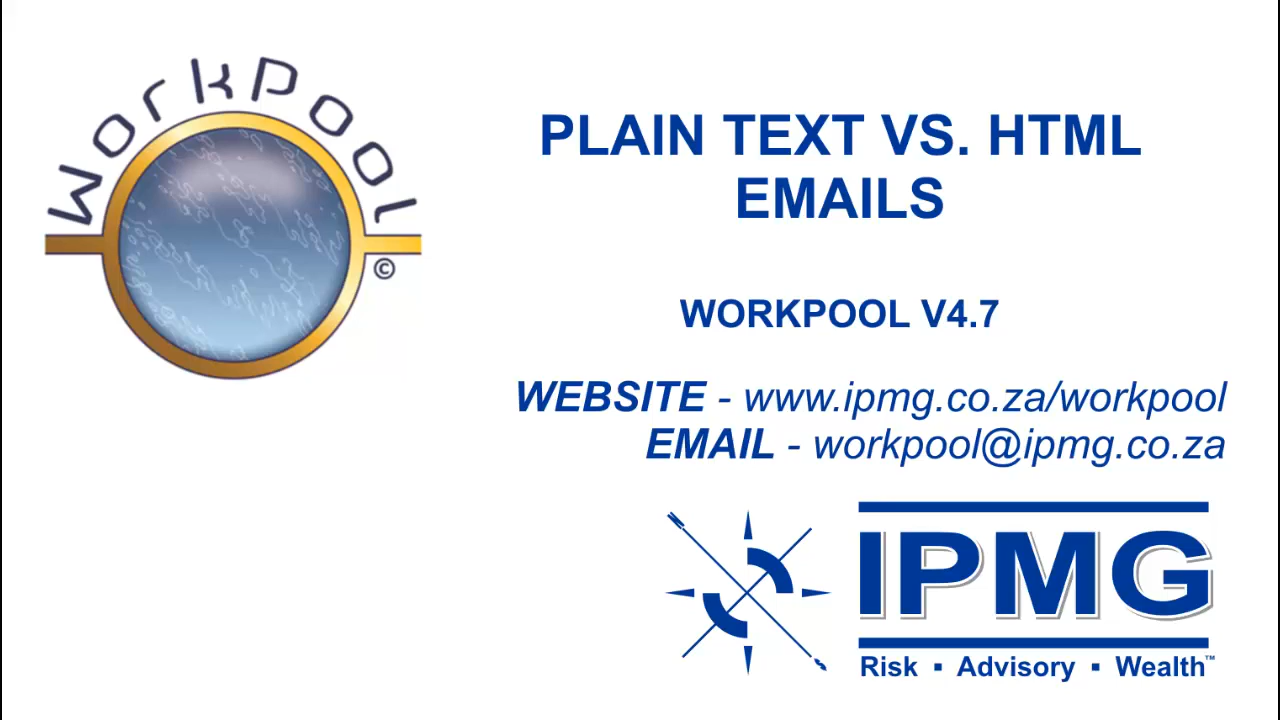 WorkPool
©
PLAIN TEXT VS. HTML
EMAILS
WORKPOOL V4.7
WEBSITE - www.ipmg.co.za/workpool
EMAIL - workpool@ipmg.co.za
IPMG
Risk ▪ Advisory ▪ Wealth™